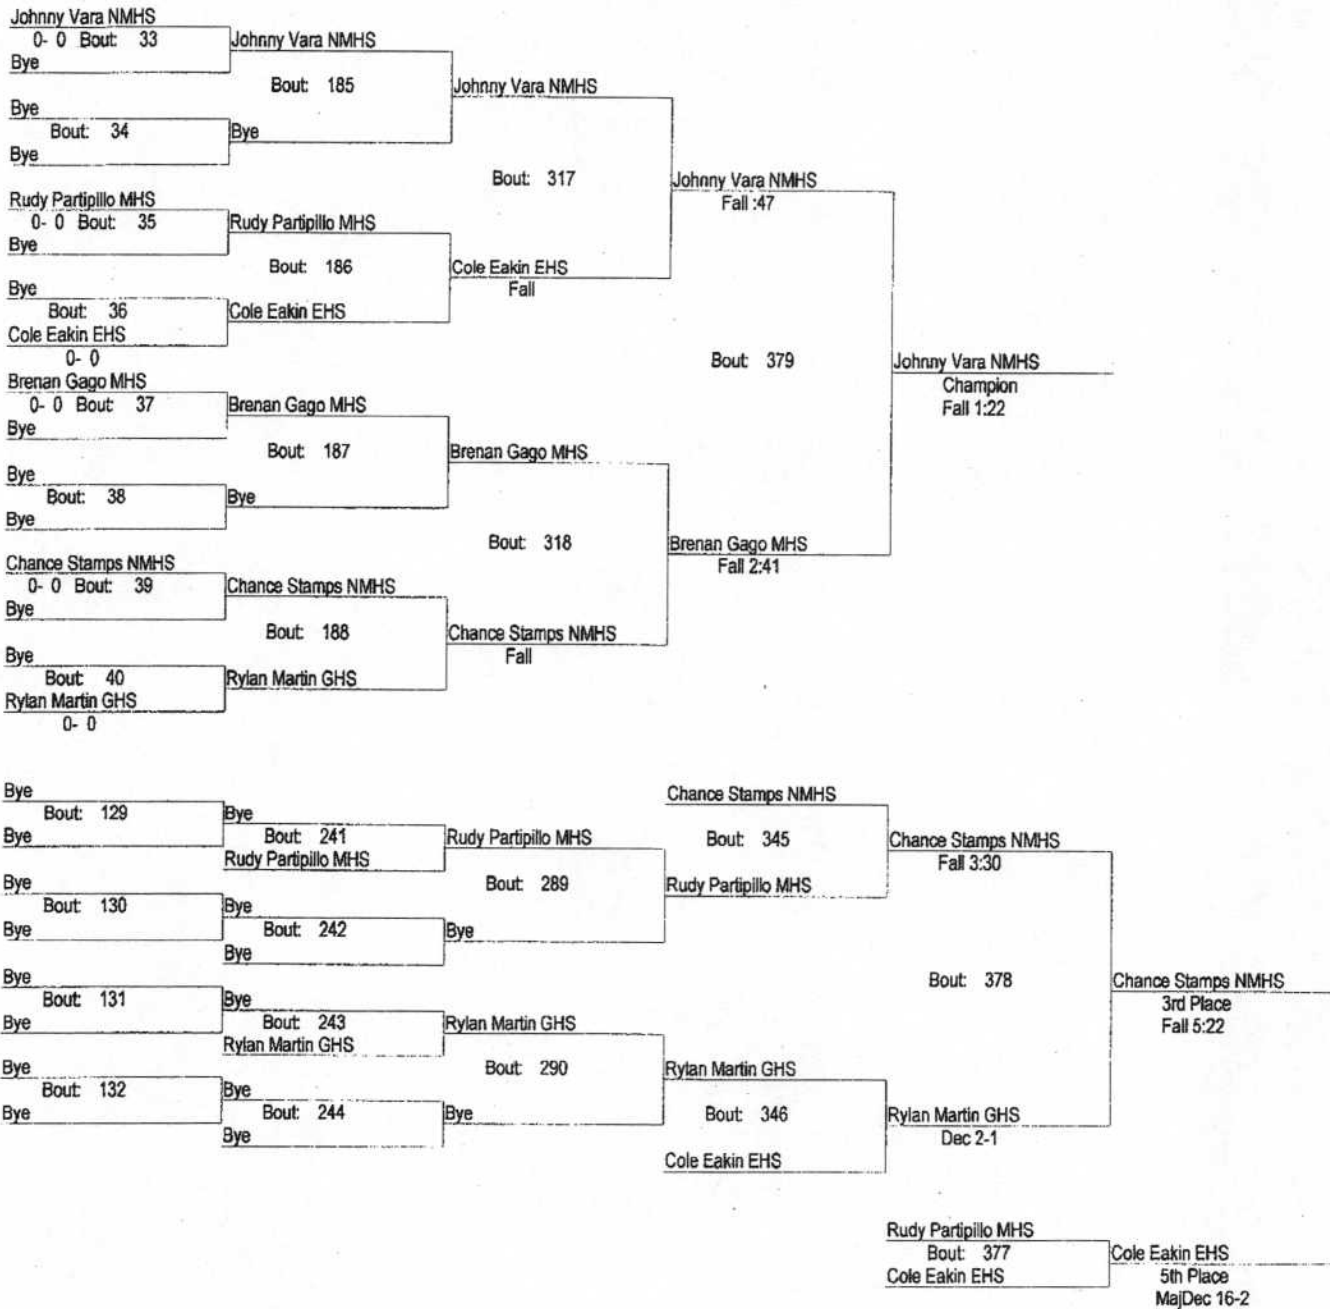 Johnny Vara NMHS
0- 0 Bout: 33
Bye
Johnny Vara NMHS
Bout: 185
Bye
Bout: 34
Bye
Bye
Johnny Vara NMHS
Bout: 317
Rudy Partipillo MHS
0- 0 Bout: 35
Bye
Rudy Partipillo MHS
Bout: 186
Bye
Bout: 36
Cole Eakin EHS
0- 0
Cole Eakin EHS
Cole Eakin EHS
Fall
Johnny Vara NMHS
Fall :47
Bout: 379
Brenan Gago MHS
0- 0 Bout: 37
Bye
Brenan Gago MHS
Bout: 187
Bye
Bout: 38
Bye
Bye
Brenan Gago MHS
Bout: 318
Chance Stamps NMHS
0- 0 Bout: 39
Bye
Chance Stamps NMHS
Bout: 188
Bye
Bout: 40
Rylan Martin GHS
0- 0
Rylan Martin GHS
Chance Stamps NMHS
Fall
Brenan Gago MHS
Fall 2:41
Johnny Vara NMHS
Champion
Fall 1:22
Bye
Bout: 129
Bye
Bye
Bout: 241
Rudy Partipillo MHS
Rudy Partipillo MHS
Bout: 289
Bye
Bout: 130
Bye
Bye
Bout: 242
Bye
Bye
Chance Stamps NMHS
Bout: 345
Rudy Partipillo MHS
Chance Stamps NMHS
Fall 3:30
Bout: 378
Bye
Bout: 131
Bye
Bye
Bout: 243
Rylan Martin GHS
Rylan Martin GHS
Bout: 290
Bye
Bout: 132
Bye
Bye
Bout: 244
Bye
Bye
Rylan Martin GHS
Bout: 346
Cole Eakin EHS
Rylan Martin GHS
Dec 2-1
Chance Stamps NMHS
3rd Place
Fall 5:22
Rudy Partipillo MHS
Bout: 377
Cole Eakin EHS
Cole Eakin EHS
5th Place
MajDec 16-2